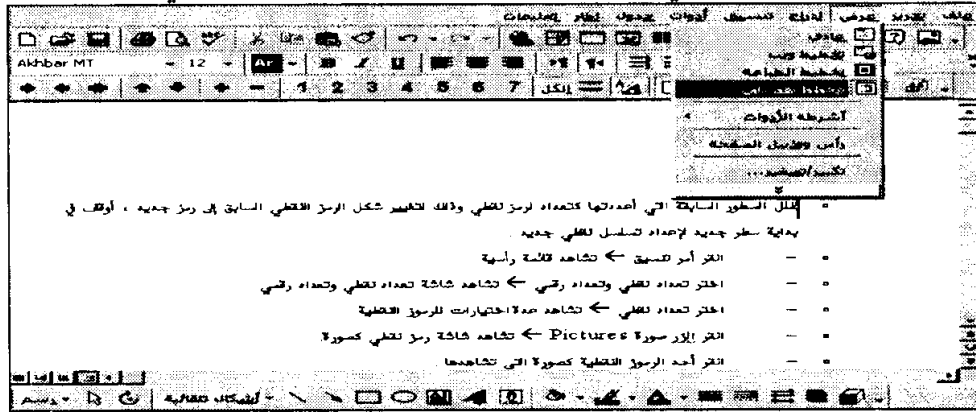 ملف تحرير عرض إدراج تنسيق أدوات جدول إطار تعليمات
عادي
تخطيط ويب
تخطيط الطباعة
أشرطة الأدوات
رأس وتذييل الصفحة
تكبير/تصغير...
Akhbar MT 12
1 2 3 4 5 6 7 الكل
ظلل السطور السابقة التي أعددتها كتعداد لرمز نقطي وذلك لتغيير شكل الرمز النقطي السابق إلى رمز جديد ، أوقف في
بداية سطر جديد لإعداد تسلسل نقطي جديد .
– انقر أمر تنسيق ← تشاهد قائمة رأسية
– اختر تعداد نقطي وتعداد رقمي ← تشاهد شاشة تعداد نقطي وتعداد رقمي
– اختر تعداد نقطي ← تشاهد عدة اختيارات للرموز النقطية
– انقر الزر صورة Pictures ← تشاهد شاشة رمز نقطي كصورة
– انقر أحد الرموز النقطية كصورة التي تشاهدها
رسم أشكال تلقائية